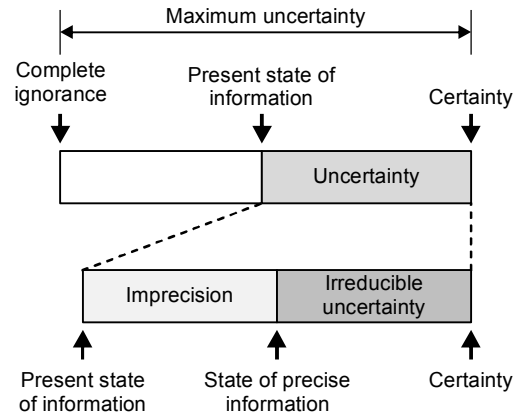 Maximum uncertainty
Complete
ignorance
Present state of
information
Certainty
Uncertainty
Imprecision
Irreducible
uncertainty
Present state
of information
State of precise
information
Certainty